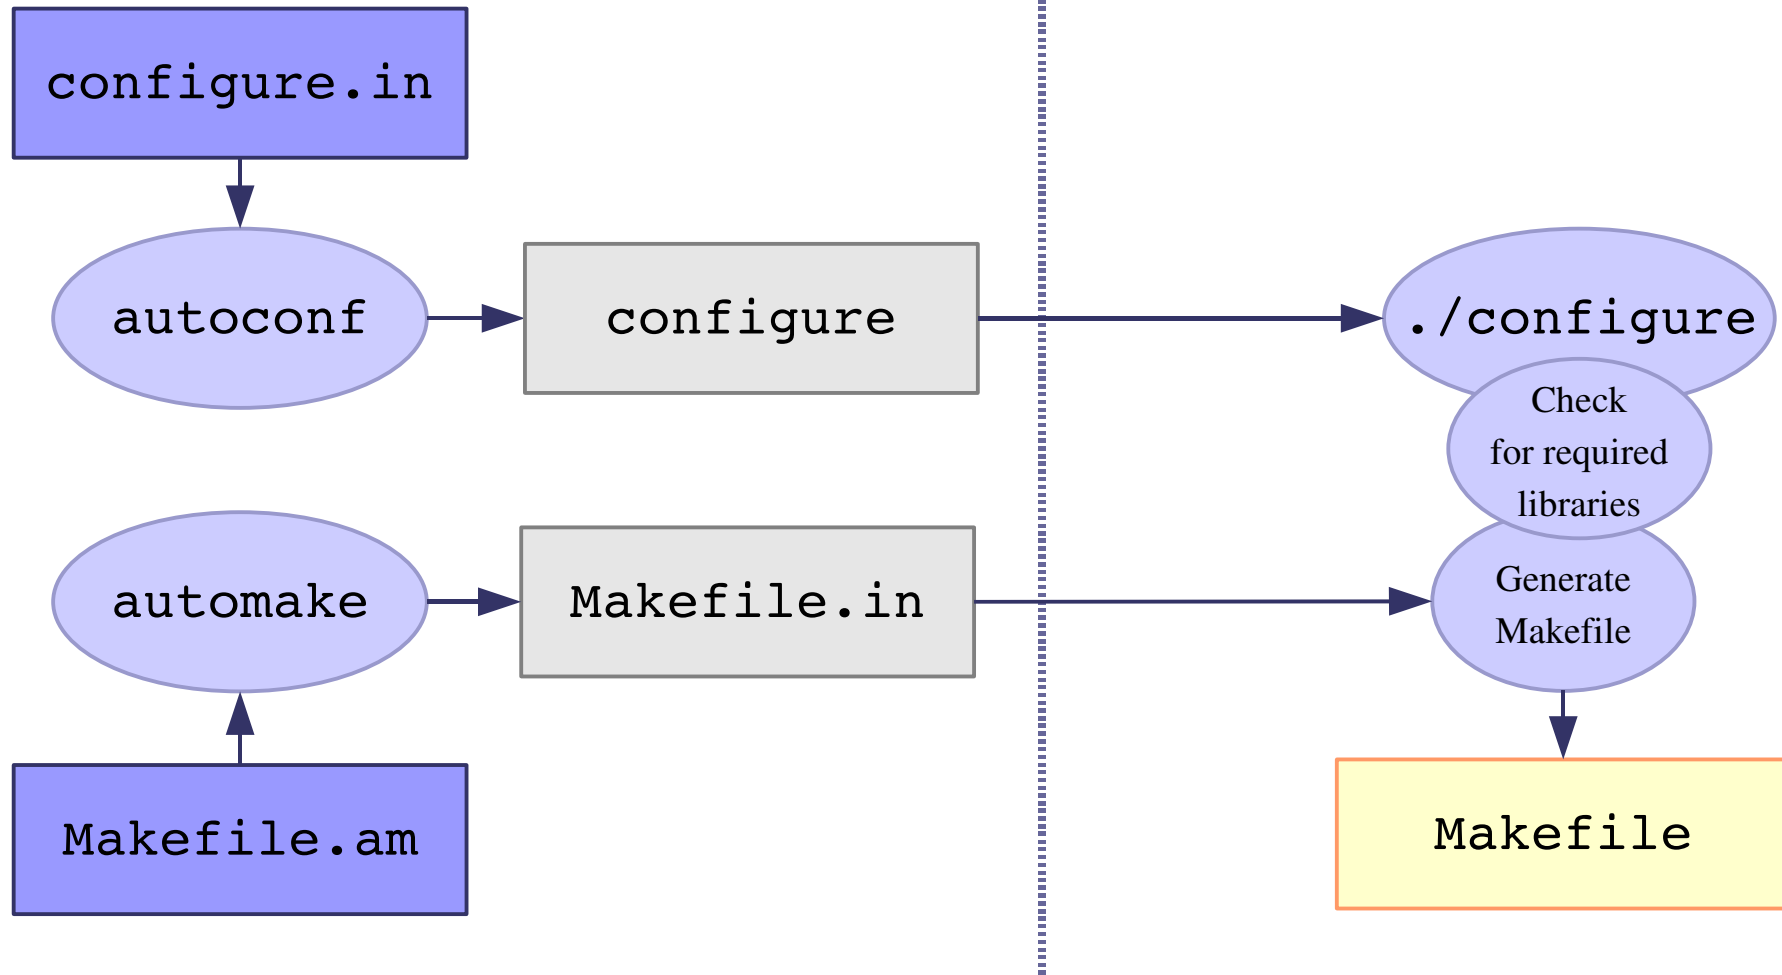 configure.in
autoconf
configure
./configure
Check
for required
libraries
automake
Makefile.in
Generate
Makefile
Makefile.am
Makefile